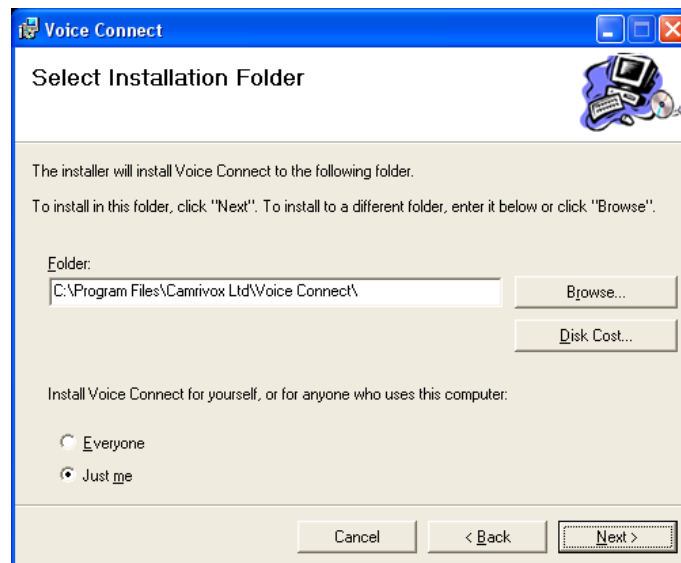 Voice Connect
Select Installation Folder
The installer will install Voice Connect to the following folder.
To install in this folder, click "Next". To install to a different folder, enter it below or click "Browse".
Folder:
C:\Program Files\Camrivox Ltd\Voice Connect\
Browse...
Disk Cost...
Install Voice Connect for yourself, or for anyone who uses this computer:
Everyone
Just me
Cancel
< Back
Next >